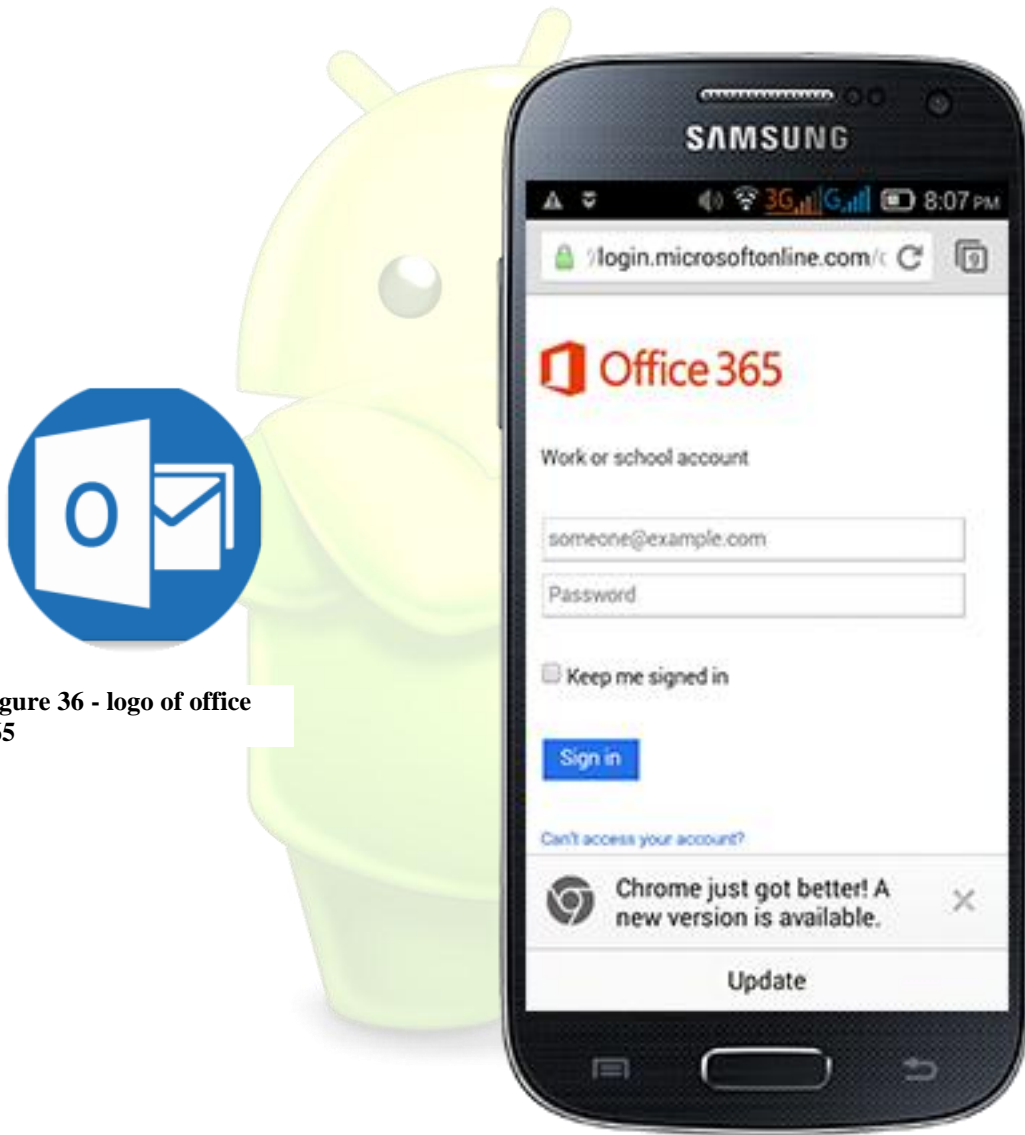 SAMSUNG
3G G 8:07 PM
login.microsoftonline.com/
9
Office 365
Work or school account
someone@example.com
Password
Keep me signed in
Sign in
Can't access your account?
Chrome just got better! A
new version is available.
Update
O
gure 36 - logo of office